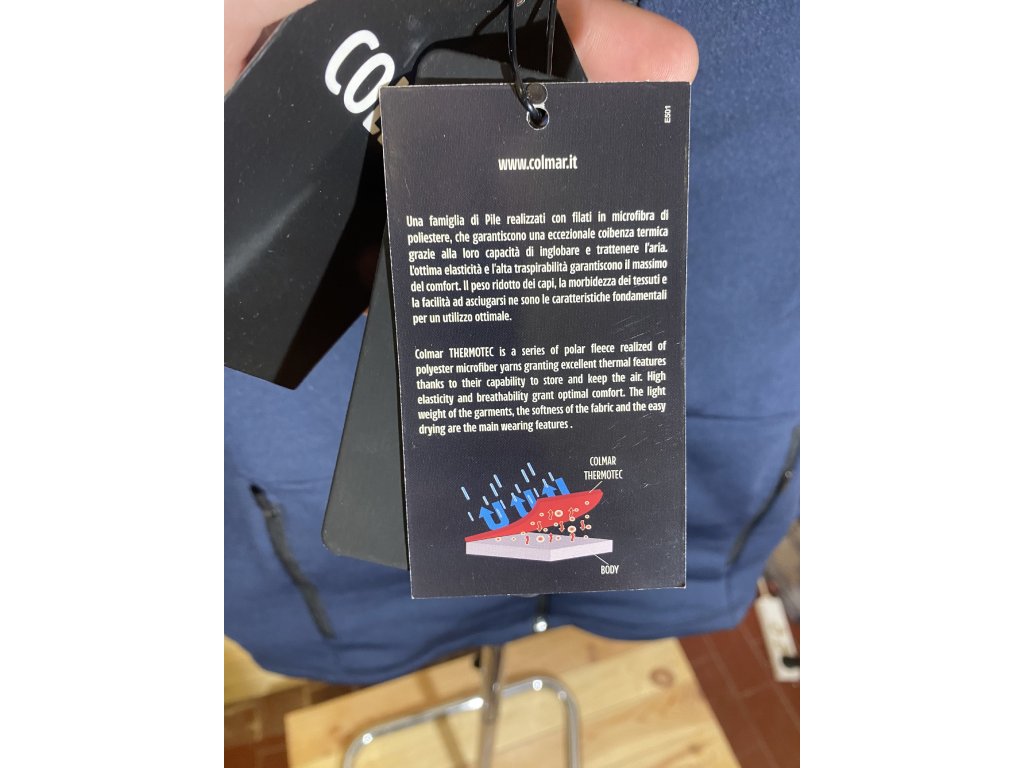 CO
E501
www.colmar.it
Una famiglia di Pile realizzati con filati in microfibra di
poliestere, che garantiscono una eccezionale coibenza termica
grazie alla loro capacità di inglobare e trattenere l'aria.
L'ottima elasticità e l'alta traspirabilità garantiscono il massimo
del comfort. Il peso ridotto dei capi, la morbidezza dei tessuti e
la facilità ad asciugarsi ne sono le caratteristiche fondamentali
per un utilizzo ottimale.
Colmar THERMOTEC is a series of polar fleece realized of
polyester microfiber yarns granting excellent thermal features
thanks to their capability to store and keep the air. High
elasticity and breathability grant optimal comfort. The light
weight of the garments, the softness of the fabric and the easy
drying are the main wearing features .
COLMAR
THERMOTEC
BODY